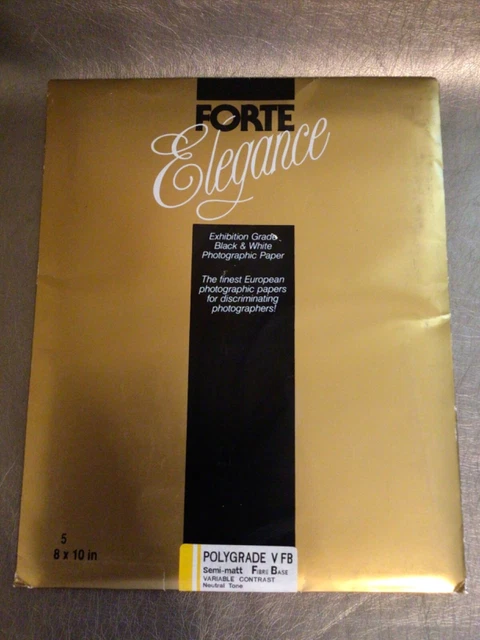 FORTE
Elegance
Exhibition Grade
Black & White
Photographic Paper
The finest European
photographic papers
for discriminating
photographers!
5
8 x 10 in
POLYGRADE V FB
Semi-matt FIBRE BASE
VARIABLE CONTRAST
Neutral Tone